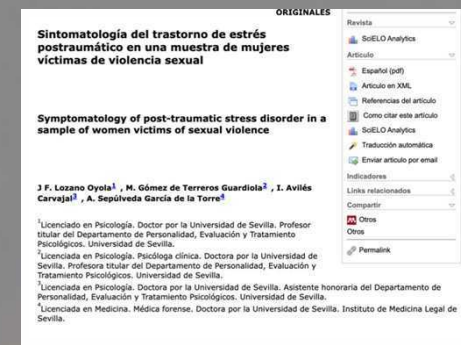 ORIGINALES
Sintomatología del trastorno de estrés
postraumático en una muestra de mujeres
víctimas de violencia sexual
Symptomatology of post-traumatic stress disorder in a
sample of women victims of sexual violence
J F. Lozano Oyola1 , M. Gómez de Terreros Guardiola2 , I. Avilés
Carvajal3 , A. Sepúlveda García de la Torre4
1Licenciado en Psicología. Doctor por la Universidad de Sevilla. Profesor
titular del Departamento de Personalidad, Evaluación y Tratamiento
Psicológicos. Universidad de Sevilla.
2Licenciada en Psicología. Psicóloga clínica. Doctora por la Universidad de
Sevilla. Profesora titular del Departamento de Personalidad, Evaluación y
Tratamiento Psicológicos. Universidad de Sevilla.
3Licenciada en Psicología. Doctora por la Universidad de Sevilla. Asistente honoraria del Departamento de
Personalidad, Evaluación y Tratamiento Psicológicos. Universidad de Sevilla.
4Licenciada en Medicina. Médica forense. Doctora por la Universidad de Sevilla. Instituto de Medicina Legal de
Sevilla.
Revista
SciELO Analytics
Articulo
Español (pdf)
Articulo en XML
Referencias del artículo
Como citar este artículo
SciELO Analytics
Traducción automática
Enviar articulo por email
Indicadores
Links relacionados
Compartir
Otros
Otros
Permalink